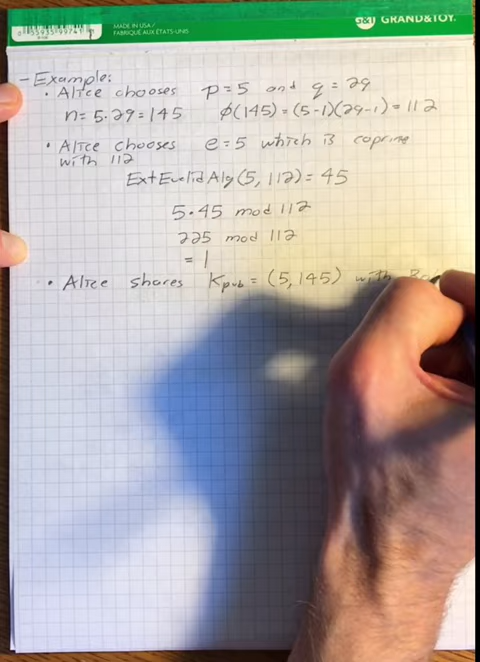 MADE IN USA /
FABRIQUÉ AUX ÉTATS-UNIS
GRAND&TOY.
- Example:
• Alice chooses p=5 and q=29
n=5·29=145 ϕ(145)=(5-1)(29-1)=112
• Alice chooses e=5 which is coprime
with 112
ExtEuclidAlg(5,112)=45
5·45 mod 112
225 mod 112
=1
• Alice shares Kpub=(5,145) with